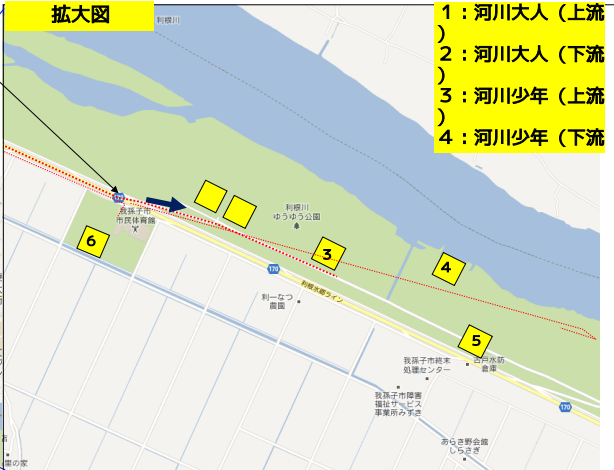 拡大図
利根川
1：河川大人（上流
）
2：河川大人（下流
）
3：河川少年（上流
）
4：河川少年（下流
我孫子市
市民体育館
利根川
ゆうゆう公園
6
3
4
170
利根水郷ライン
利一なつ
農園
5
古戸水防
倉庫
我孫子市終末
処理センター
我孫子市障害
福祉サービス
事業所みずき
170
あらき野会館
しらさぎ
里の家